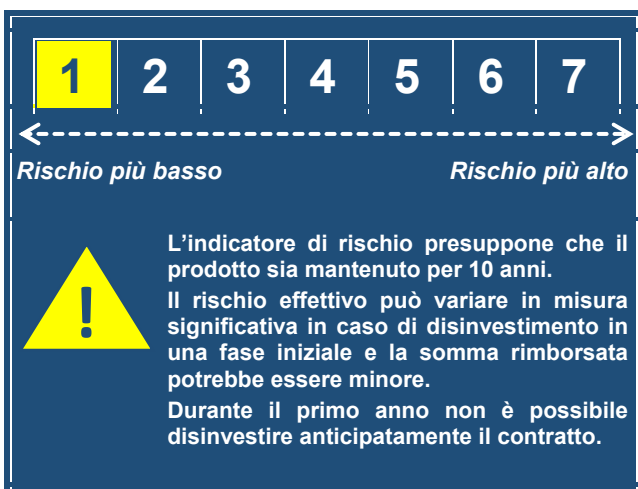 1 2 3 4 5 6 7
Rischio più basso Rischio più alto
!
L’indicatore di rischio presuppone che il
prodotto sia mantenuto per 10 anni.
Il rischio effettivo può variare in misura
significativa in caso di disinvestimento in
una fase iniziale e la somma rimborsata
potrebbe essere minore.
Durante il primo anno non è possibile
disinvestire anticipatamente il contratto.